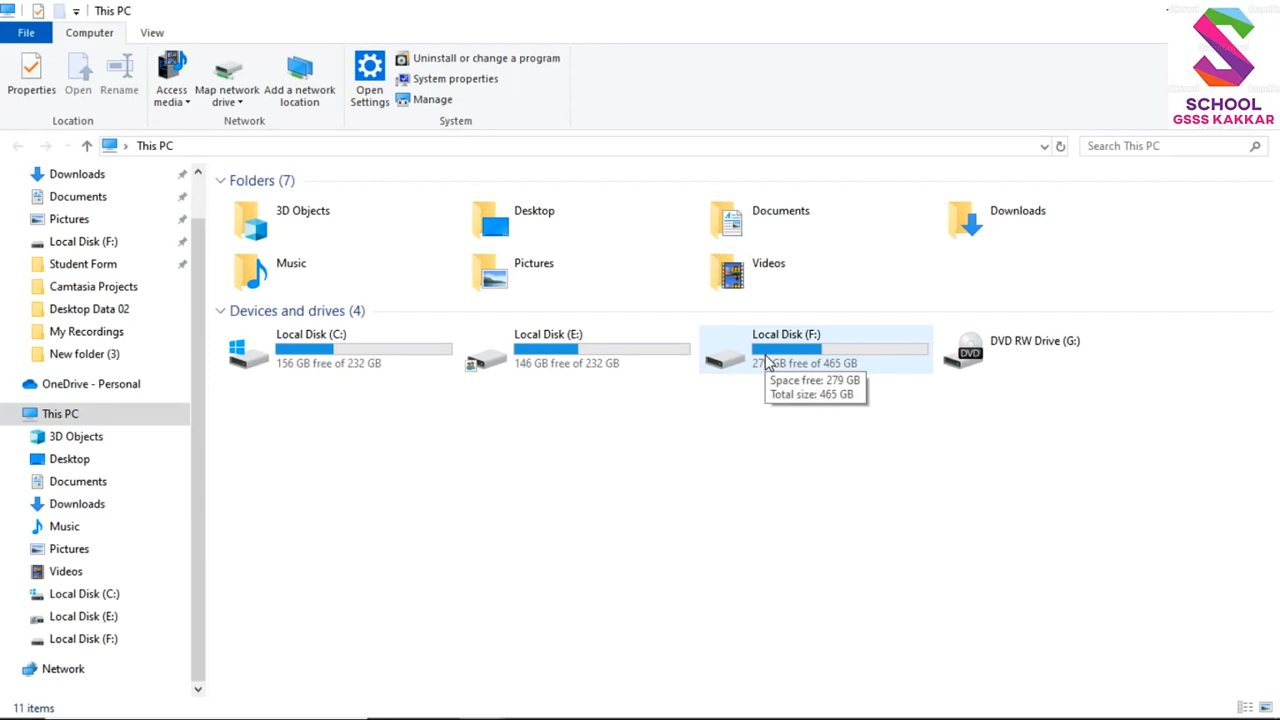 This PC
File
Computer
View
Properties
Open
Rename
Location
Access media
Map network drive
Add a network location
Network
Open Settings
Uninstall or change a program
System properties
Manage
System
SCHOOL
GSSS KAKKAR
This PC
Search This PC
Downloads
Documents
Pictures
Local Disk (F:)
Student Form
Camtasia Projects
Desktop Data 02
My Recordings
New folder (3)
OneDrive - Personal
This PC
3D Objects
Desktop
Documents
Downloads
Music
Pictures
Videos
Local Disk (C:)
Local Disk (E:)
Local Disk (F:)
Network
Folders (7)
3D Objects
Desktop
Documents
Downloads
Music
Pictures
Videos
Devices and drives (4)
Local Disk (C:)
156 GB free of 232 GB
Local Disk (E:)
146 GB free of 232 GB
Local Disk (F:)
GB free of 465 GB
Space free: 279 GB
Total size: 465 GB
DVD RW Drive (G:)
DVD
11 items